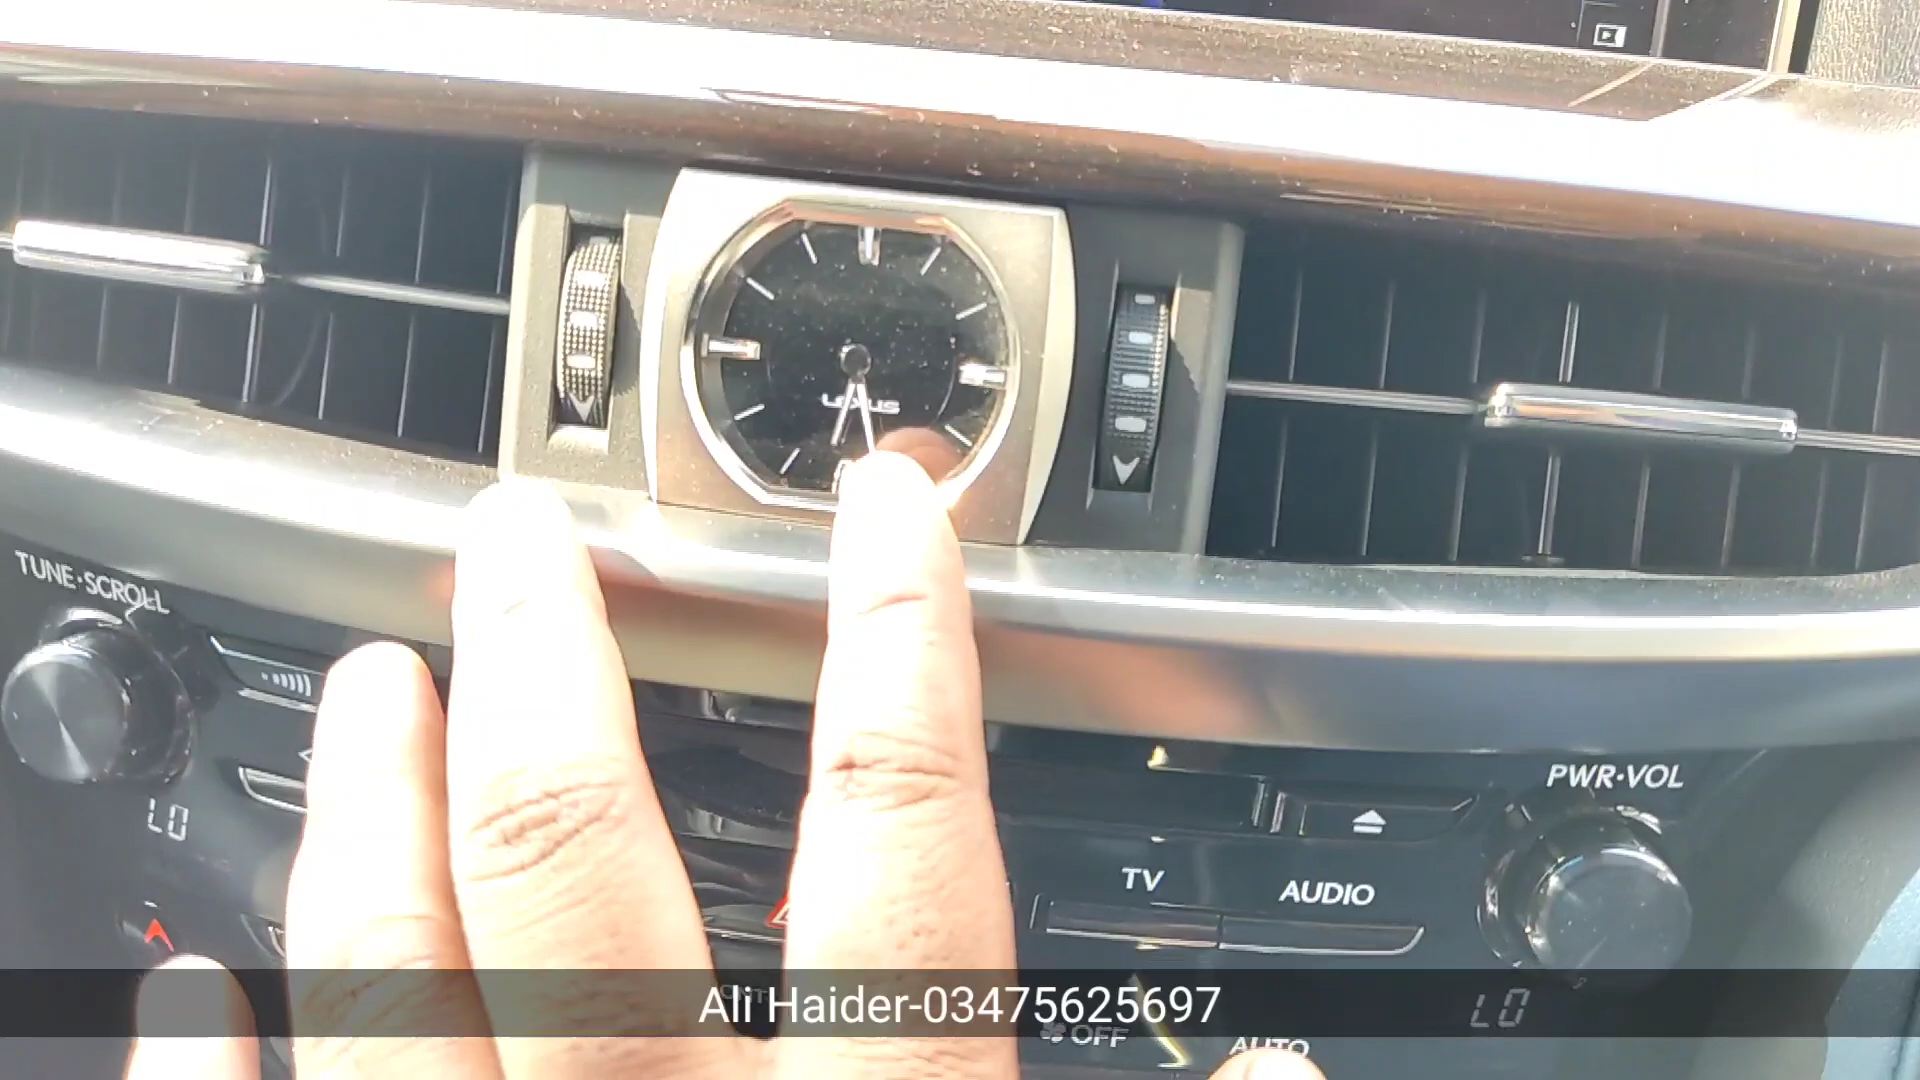 LEXUS
TUNE·SCROLL
PWR·VOL
LO
TV
AUDIO
Ali Haider-03475625697
LO
OFF
AUTO